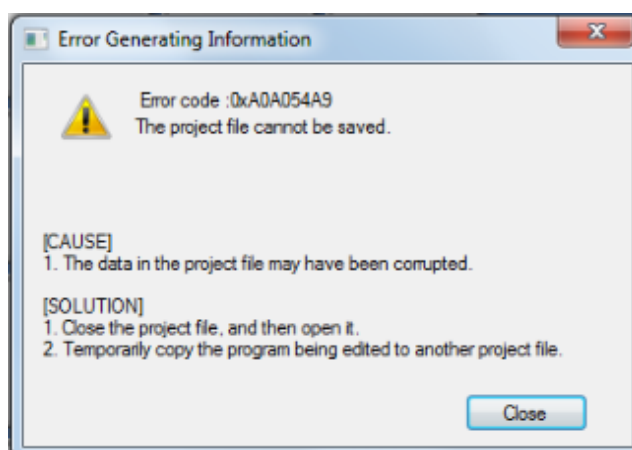 Error Generating Information
Error code :0xA0A054A9
The project file cannot be saved.
[CAUSE]
1. The data in the project file may have been corrupted.
[SOLUTION]
1. Close the project file, and then open it.
2. Temporarily copy the program being edited to another project file.
Close